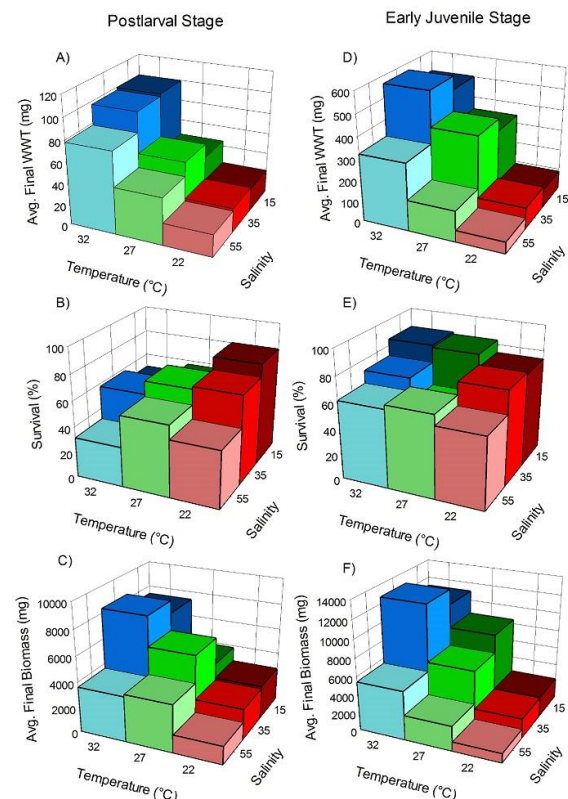 Postlarval Stage
Early Juvenile Stage
A)
Avg. Final WWT (mg)
120
100
80
60
40
20
0
32
27
22
55
35
15
Temperature (°C)
Salinity
D)
Avg. Final WWT (mg)
600
500
400
300
200
100
0
32
27
22
55
35
15
Temperature (°C)
Salinity
B)
Survival (%)
100
80
60
40
20
0
32
27
22
55
35
15
Temperature (°C)
Salinity
E)
Survival (%)
100
80
60
40
20
0
32
27
22
55
35
15
Temperature (°C)
Salinity
C)
Avg. Final Biomass (mg)
10000
8000
6000
4000
2000
0
32
27
22
55
35
15
Temperature (°C)
Salinity
F)
Avg. Final Biomass (mg)
14000
12000
10000
8000
6000
4000
2000
0
32
27
22
55
35
15
Temperature (°C)
Salinity